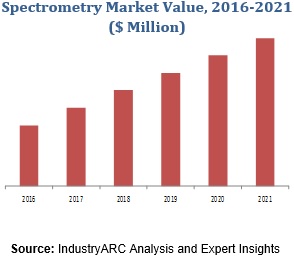 Spectrometry Market Value, 2016-2021
($ Million)
2016 2017 2018 2019 2020 2021
Source: IndustryARC Analysis and Expert Insights